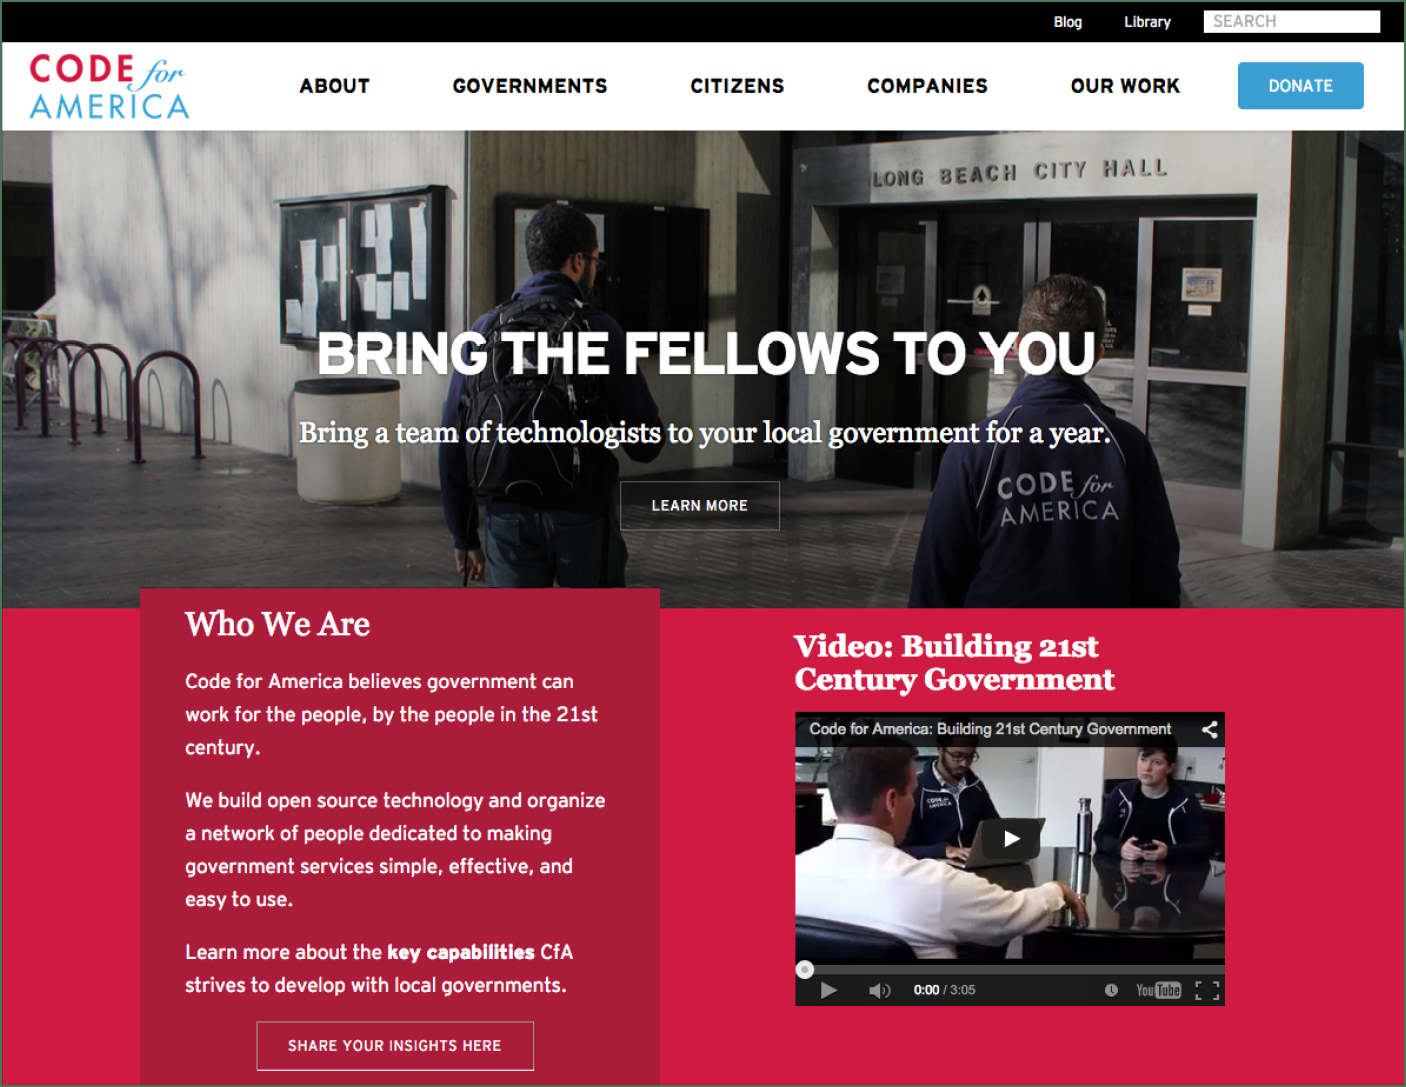 Blog Library SEARCH
CODE for
AMERICA
ABOUT GOVERNMENTS CITIZENS COMPANIES OUR WORK DONATE
LONG BEACH CITY HALL
BRING THE FELLOWS TO YOU
Bring a team of technologists to your local government for a year.
CODE for
AMERICA
LEARN MORE
Who We Are
Code for America believes government can
work for the people, by the people in the 21st
century.
We build open source technology and organize
a network of people dedicated to making
government services simple, effective, and
easy to use.
Learn more about the key capabilities CfA
strives to develop with local governments.
SHARE YOUR INSIGHTS HERE
Video: Building 21st
Century Government
Code for America: Building 21st Century Government
CODE for
AMERICA
0:00 / 3:05
YouTube